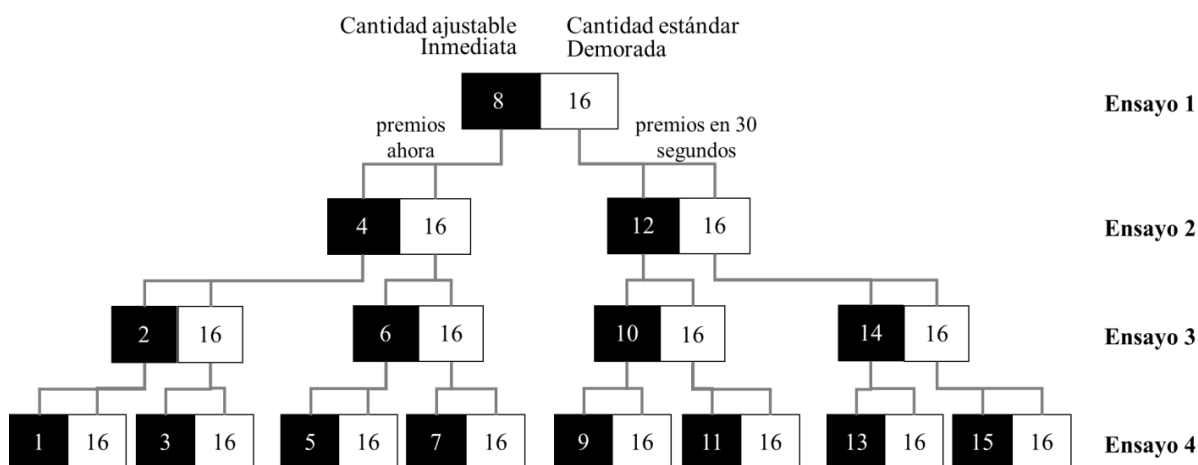 Cantidad ajustable Inmediata
Cantidad estándar Demorada
8 16
Ensayo 1
premios ahora
premios en 30 segundos
4 16 12 16
Ensayo 2
2 16 6 16 10 16 14 16
Ensayo 3
1 16 3 16 5 16 7 16 9 16 11 16 13 16 15 16
Ensayo 4